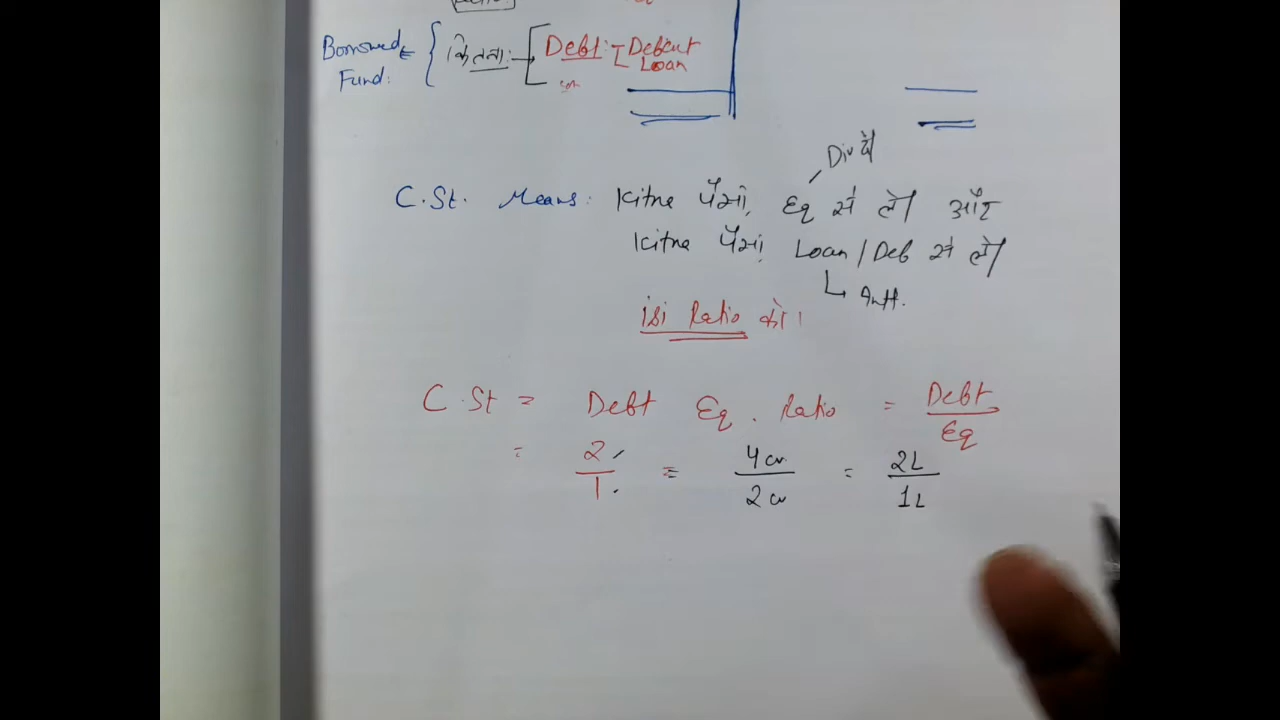 Borrowed Fund: { कितना: → [ Debt: - Debent
Loan
Div दें
C.St. Means: Kitne पैसा, Eq से लें और
Kitne पैसा, Loan/Deb से लें
isi Ratio को।
C.St = Debt Eq. Ratio = Debt/Eq
= 2/1 = 4cr/2cr = 2L/1L